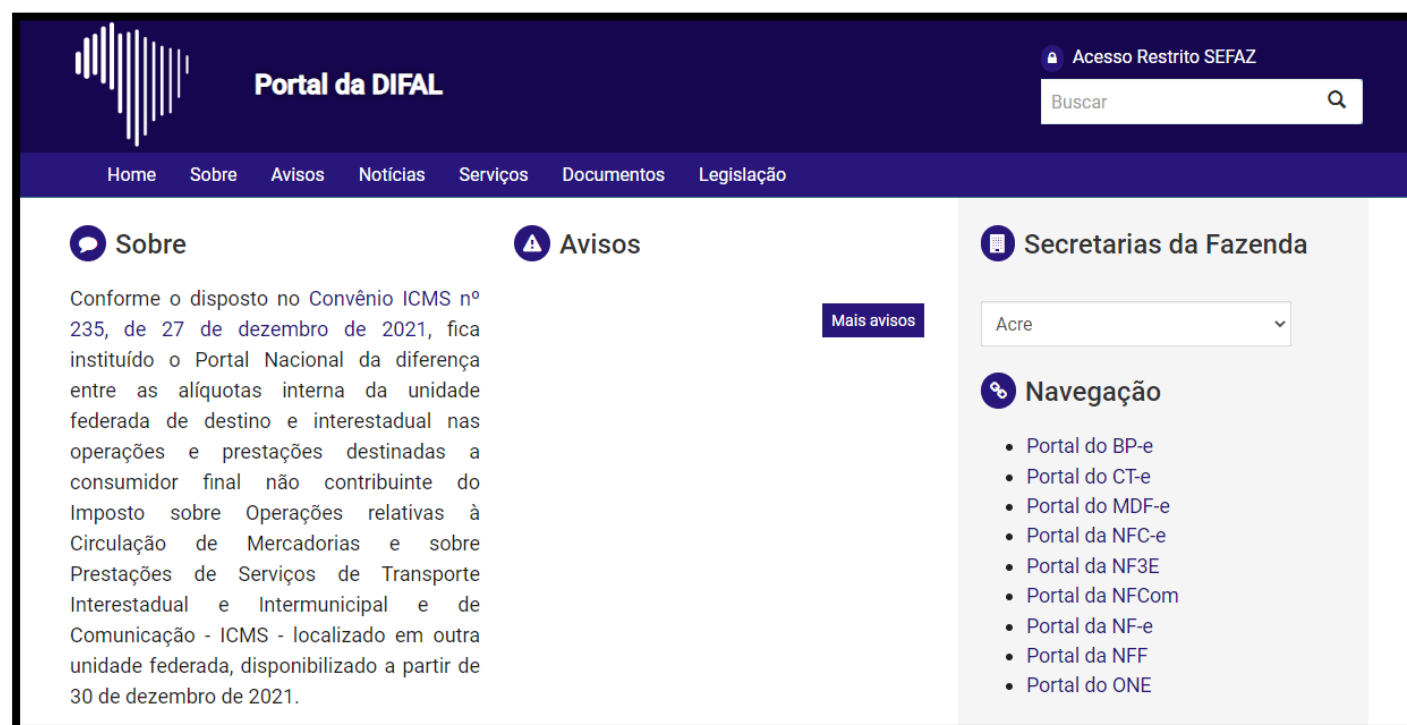 Portal da DIFAL
Acesso Restrito SEFAZ
Buscar
Home Sobre Avisos Notícias Serviços Documentos Legislação
Sobre
Conforme o disposto no Convênio ICMS nº
235, de 27 de dezembro de 2021, fica
instituído o Portal Nacional da diferença
entre as alíquotas interna da unidade
federada de destino e interestadual nas
operações e prestações destinadas a
consumidor final não contribuinte do
Imposto sobre Operações relativas à
Circulação de Mercadorias e sobre
Prestações de Serviços de Transporte
Interestadual e Intermunicipal e de
Comunicação - ICMS - localizado em outra
unidade federada, disponibilizado a partir de
30 de dezembro de 2021.
Avisos
Mais avisos
Secretarias da Fazenda
Acre
Navegação
Portal do BP-e
Portal do CT-e
Portal do MDF-e
Portal da NFC-e
Portal da NF3E
Portal da NFCom
Portal da NF-e
Portal da NFF
Portal do ONE